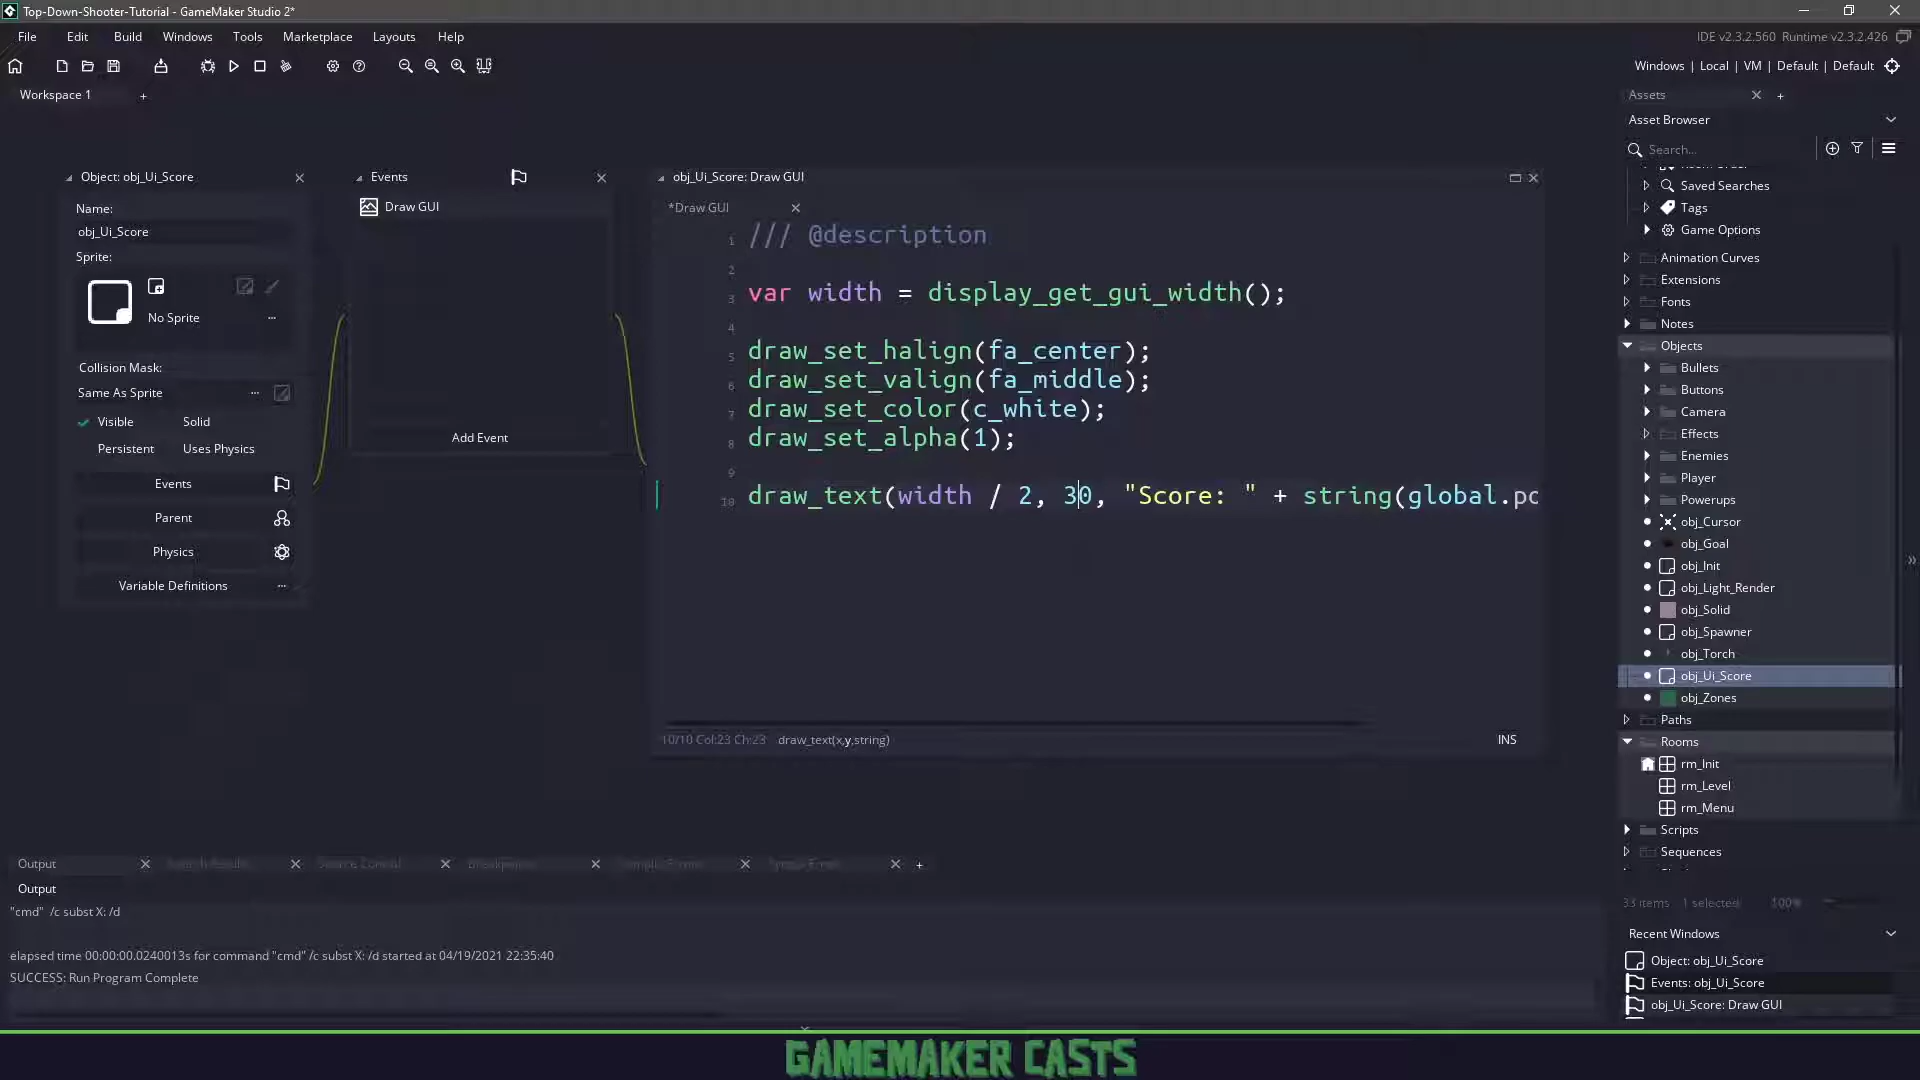 Top-Down-Shooter-Tutorial - GameMaker Studio 2*
File Edit Build Windows Tools Marketplace Layouts Help
IDE v2.3.2.560 Runtime v2.3.2.426
Windows | Local | VM | Default | Default
Workspace 1
Object: obj_Ui_Score
Name:
obj_Ui_Score
Sprite:
No Sprite
Collision Mask:
Same As Sprite
Visible Solid
Persistent Uses Physics
Events
Parent
Physics
Variable Definitions
Events
Draw GUI
Add Event
obj_Ui_Score: Draw GUI
*Draw GUI
1 /// @description
2
3 var width = display_get_gui_width();
4
5 draw_set_halign(fa_center);
6 draw_set_valign(fa_middle);
7 draw_set_color(c_white);
8 draw_set_alpha(1);
9
10 draw_text(width / 2, 30, "Score: " + string(global.po
10/10 Col:23 Ch:23 draw_text(x,y,string)
INS
Assets
Asset Browser
Search...
Saved Searches
Tags
Game Options
Animation Curves
Extensions
Fonts
Notes
Objects
Bullets
Buttons
Camera
Effects
Enemies
Player
Powerups
obj_Cursor
obj_Goal
obj_Init
obj_Light_Render
obj_Solid
obj_Spawner
obj_Torch
obj_Ui_Score
obj_Zones
Paths
Rooms
rm_Init
rm_Level
rm_Menu
Scripts
Sequences
33 items 1 selected 100%
Recent Windows
Object: obj_Ui_Score
Events: obj_Ui_Score
obj_Ui_Score: Draw GUI
Output
Output
"cmd" /c subst X: /d
elapsed time 00:00:00.0240013s for command "cmd" /c subst X: /d started at 04/19/2021 22:35:40
SUCCESS: Run Program Complete
GAMEMAKER CASTS